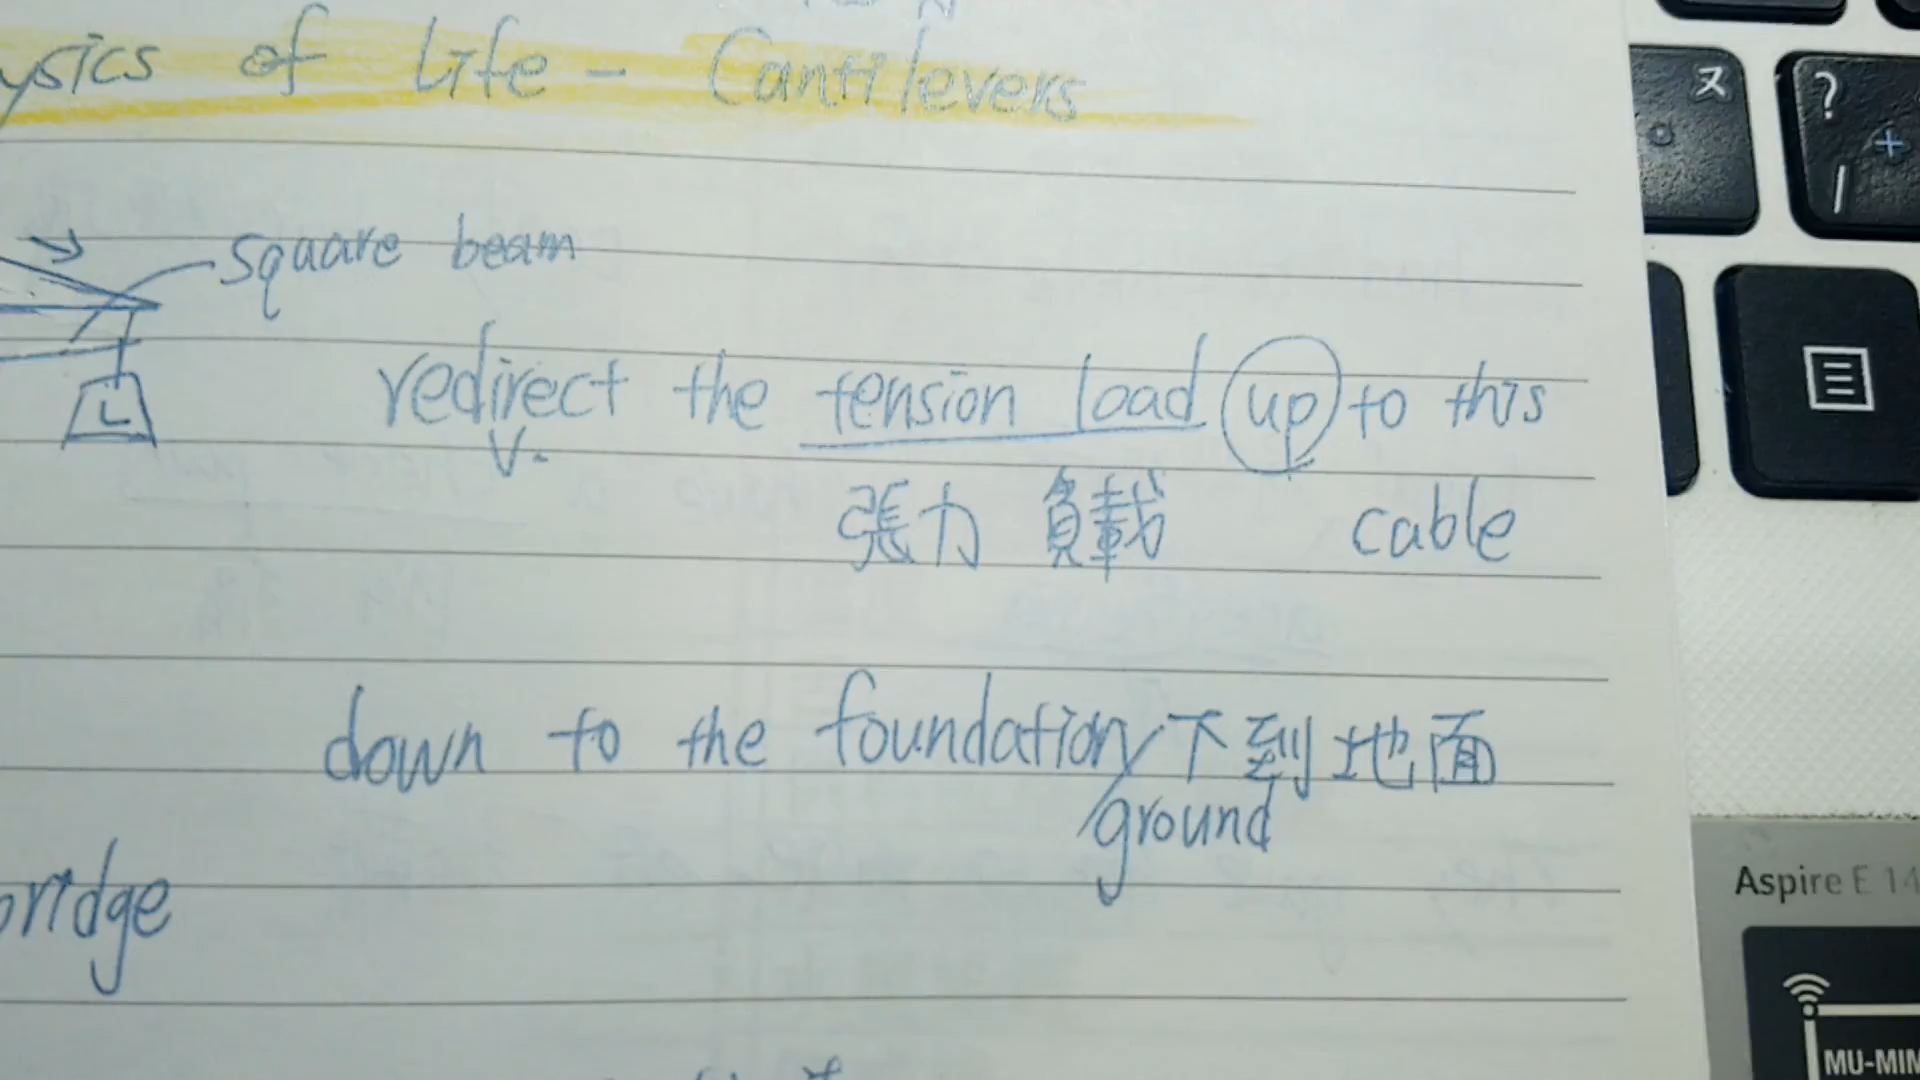 ysics of Life - Cantilevers
square beam
redirect the tension load up to this
V.
L
張力 負載 cable
down to the foundation/下到地面
/ground
bridge
ㄡ
?
Aspire E 14
MU-MIM